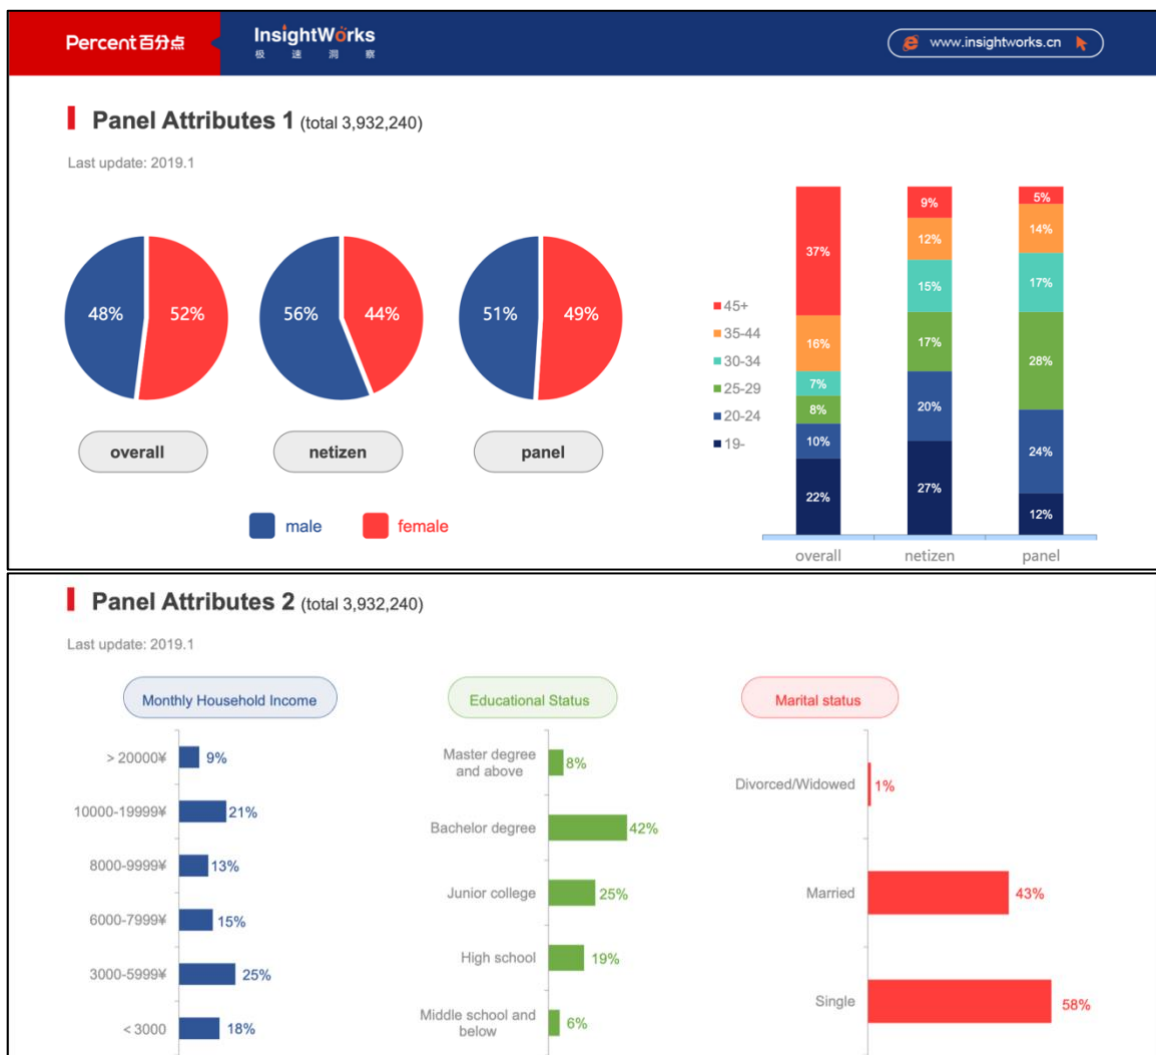 Percent百分点
InsightWorks
极 速 洞 察
www.insightworks.cn
Panel Attributes 1 (total 3,932,240)
Last update: 2019.1
48%
52%
56%
44%
51%
49%
overall
netizen
panel
male
female
45+
35-44
30-34
25-29
20-24
19-
37%
16%
7%
8%
10%
22%
9%
12%
15%
17%
20%
27%
5%
14%
17%
28%
24%
12%
overall
netizen
panel
Panel Attributes 2 (total 3,932,240)
Last update: 2019.1
Monthly Household Income
> 20000¥
9%
10000-19999¥
21%
8000-9999¥
13%
6000-7999¥
15%
3000-5999¥
25%
< 3000
18%
Educational Status
Master degree
and above
8%
Bachelor degree
42%
Junior college
25%
High school
19%
Middle school and
below
6%
Marital status
Divorced/Widowed
1%
Married
43%
Single
58%